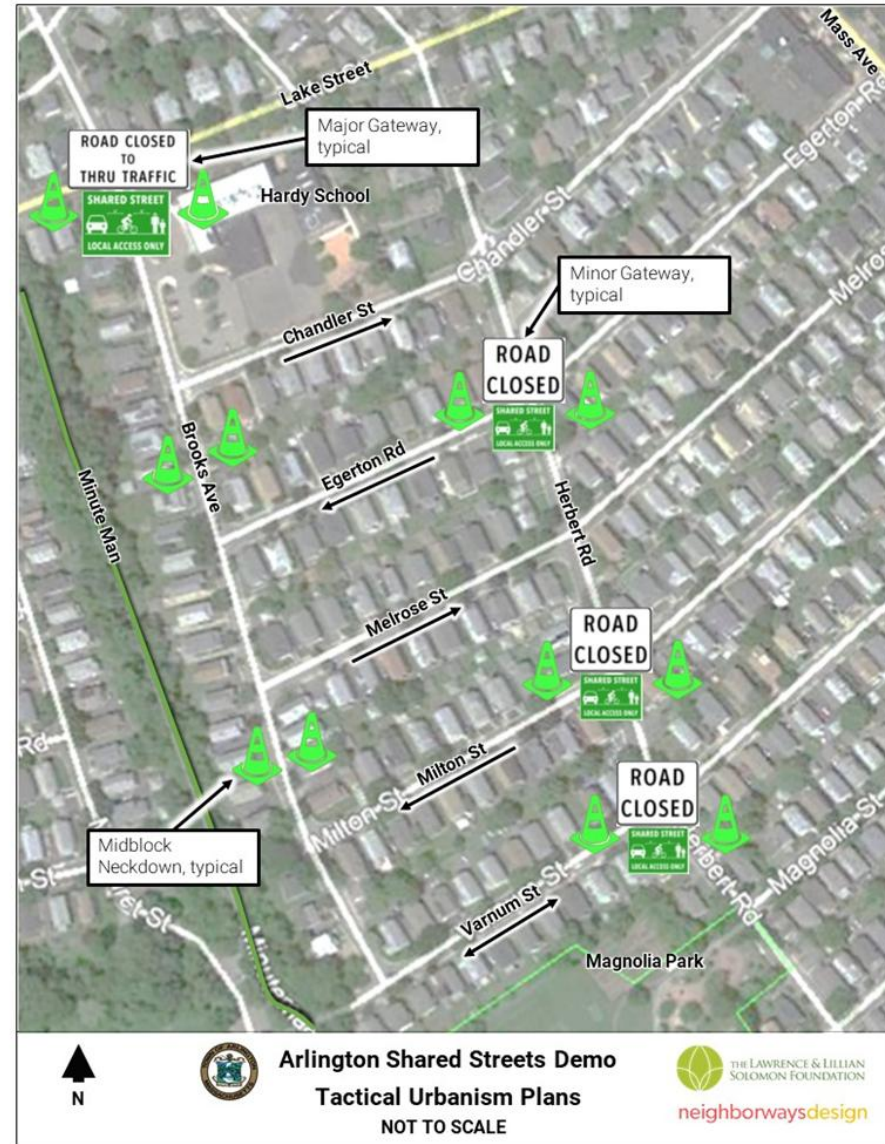 Mass Ave
Lake Street
Egerton Rd
Major Gateway,
typical
ROAD CLOSED
TO
THRU TRAFFIC
SHARED STREET
LOCAL ACCESS ONLY
Hardy School
Chandler St
Melrose
Minor Gateway,
typical
Chandler St
ROAD
CLOSED
SHARED STREET
LOCAL ACCESS ONLY
Brooks Ave
Egerton Rd
Minute Man
Herbert Rd
Melrose St
ROAD
CLOSED
SHARED STREET
LOCAL ACCESS ONLY
Rd
Milton St
Milton St
ROAD
CLOSED
SHARED STREET
LOCAL ACCESS ONLY
Magnolia St
Midblock
Neckdown, typical
St
Herbert Rd
St
Varnum St
Magnolia Park
N
Arlington Shared Streets Demo
Tactical Urbanism Plans
NOT TO SCALE
THE LAWRENCE & LILLIAN
SOLOMON FOUNDATION
neighborwaysdesign